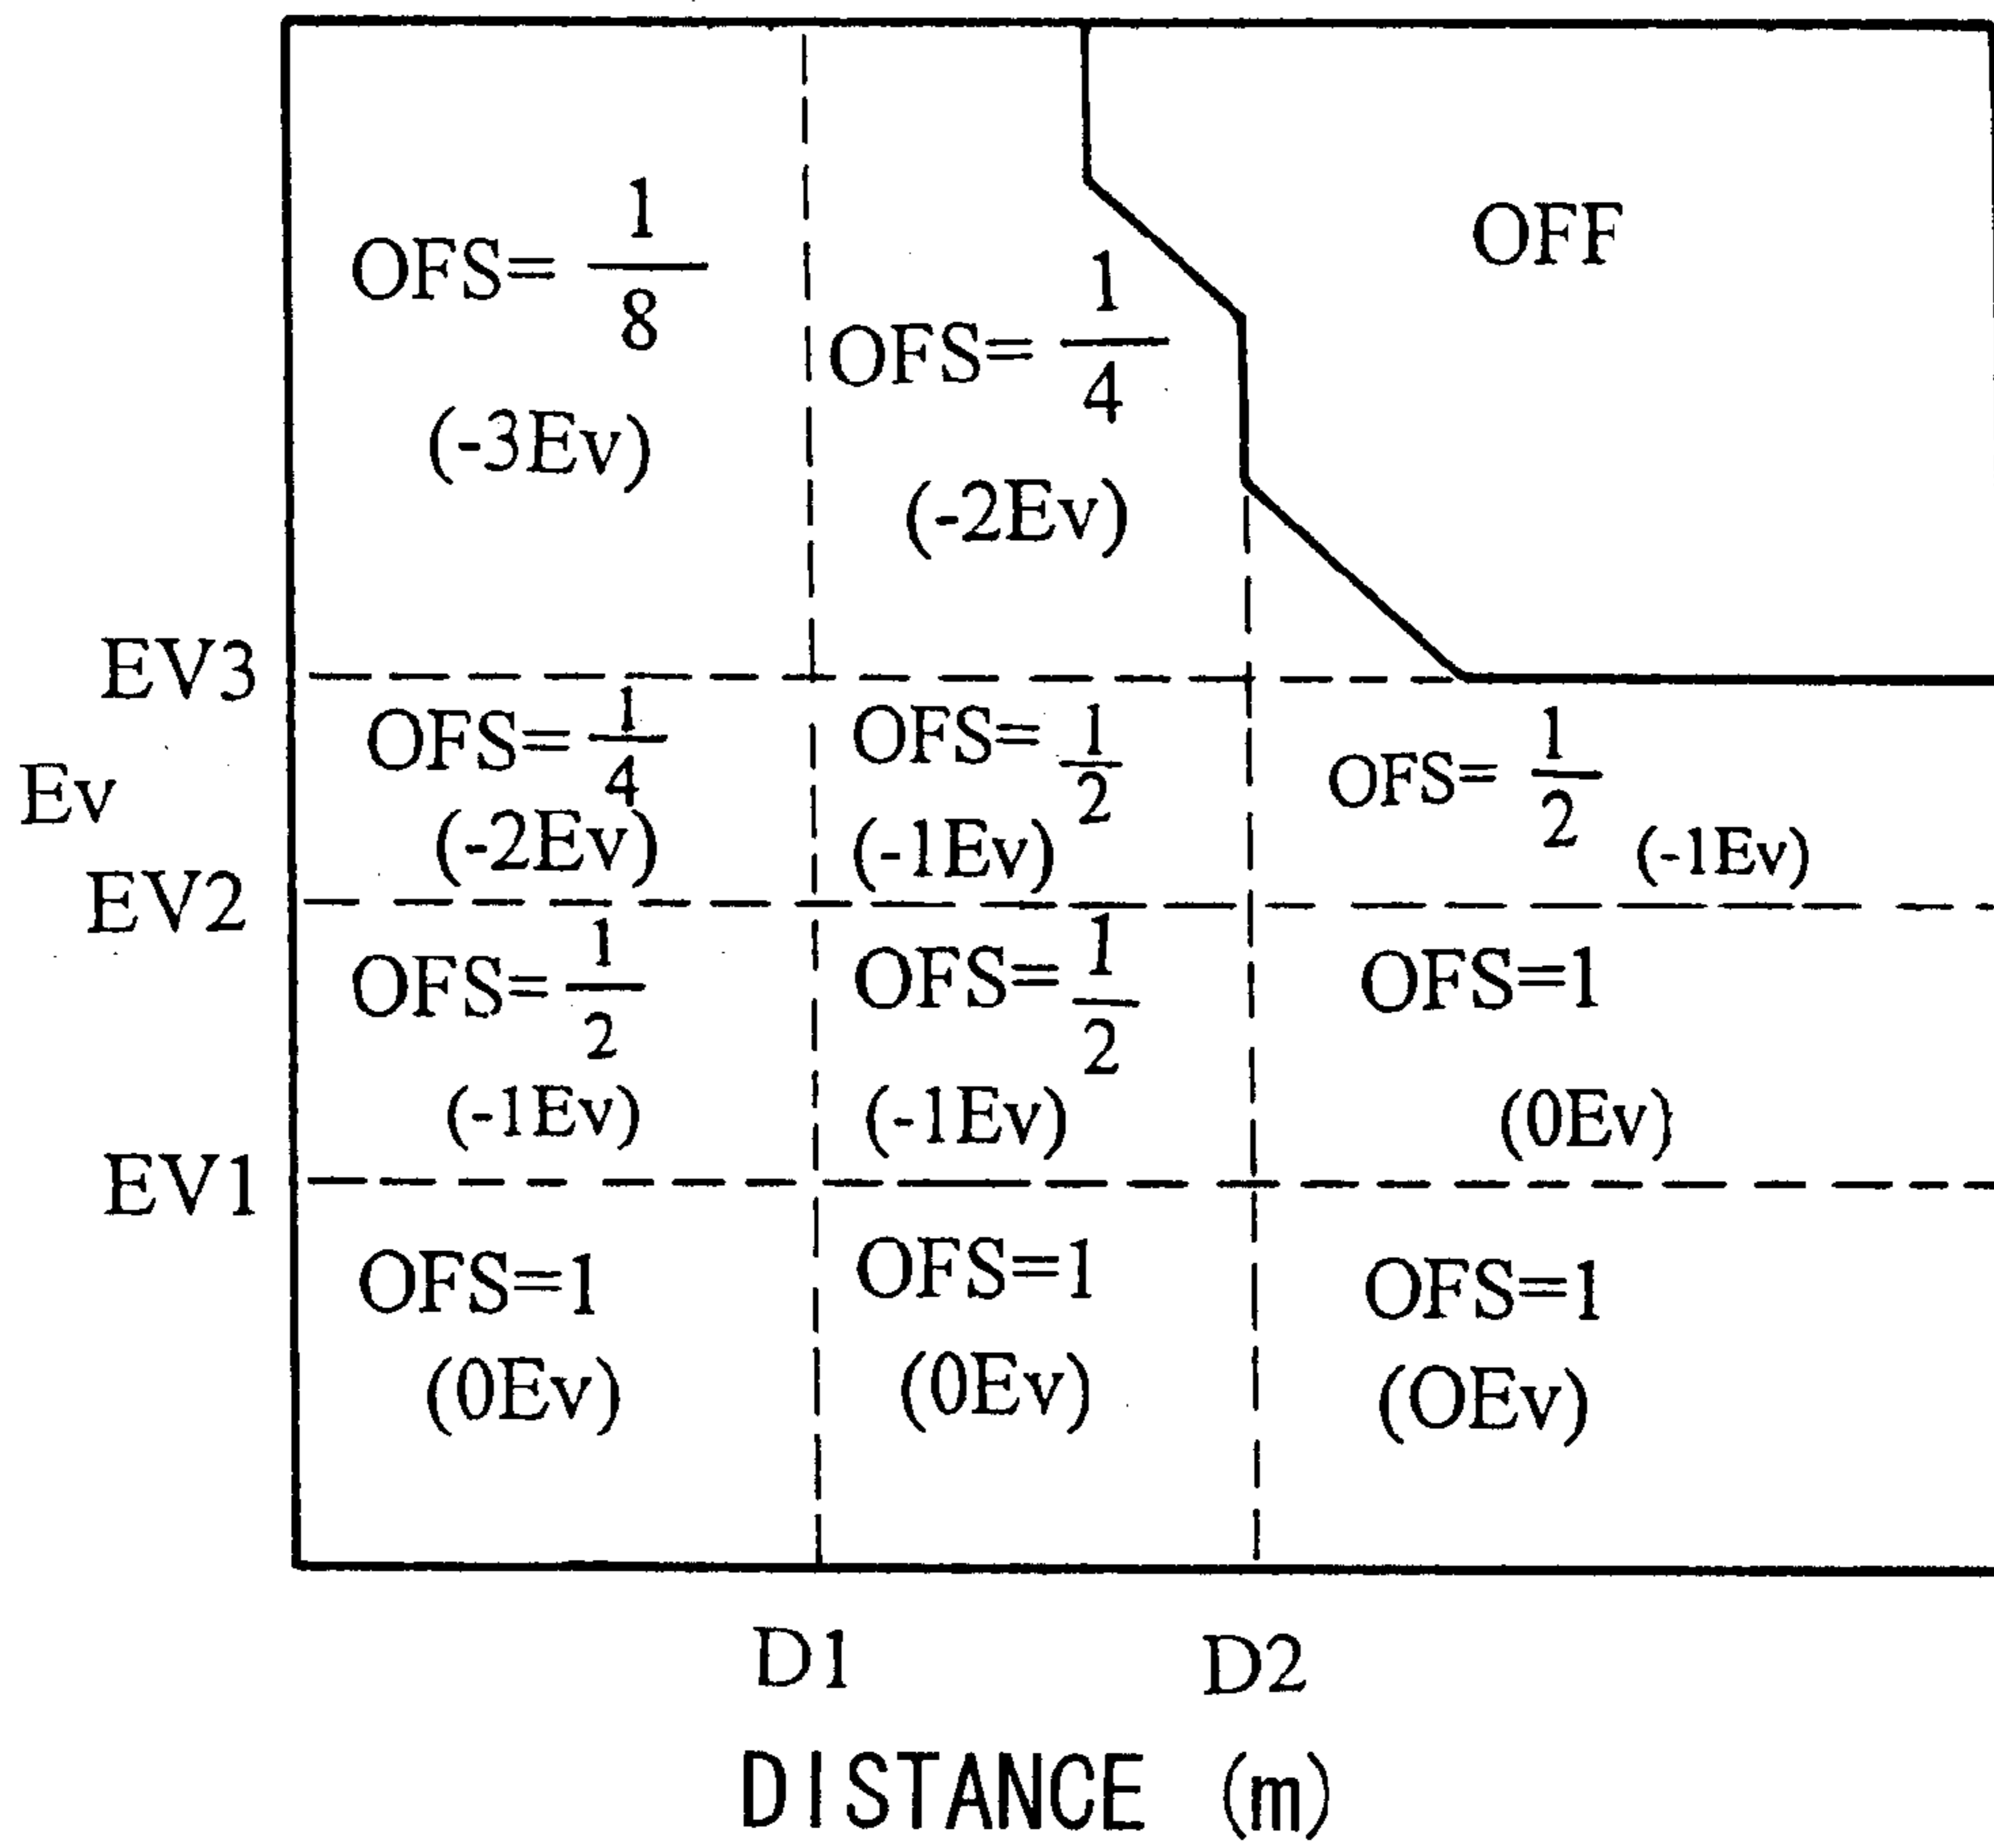 OFS= 1/8
(-3Ev)
OFS= 1/4
(-2Ev)
OFF
EV3
OFS= 1/4
(-2Ev)
OFS= 1/2
(-1Ev)
OFS= 1/2
(-1Ev)
Ev
EV2
OFS= 1/2
(-1Ev)
OFS= 1/2
(-1Ev)
OFS=1
(0Ev)
EV1
OFS=1
(0Ev)
OFS=1
(0Ev)
OFS=1
(OEv)
D1
D2
DISTANCE (m)